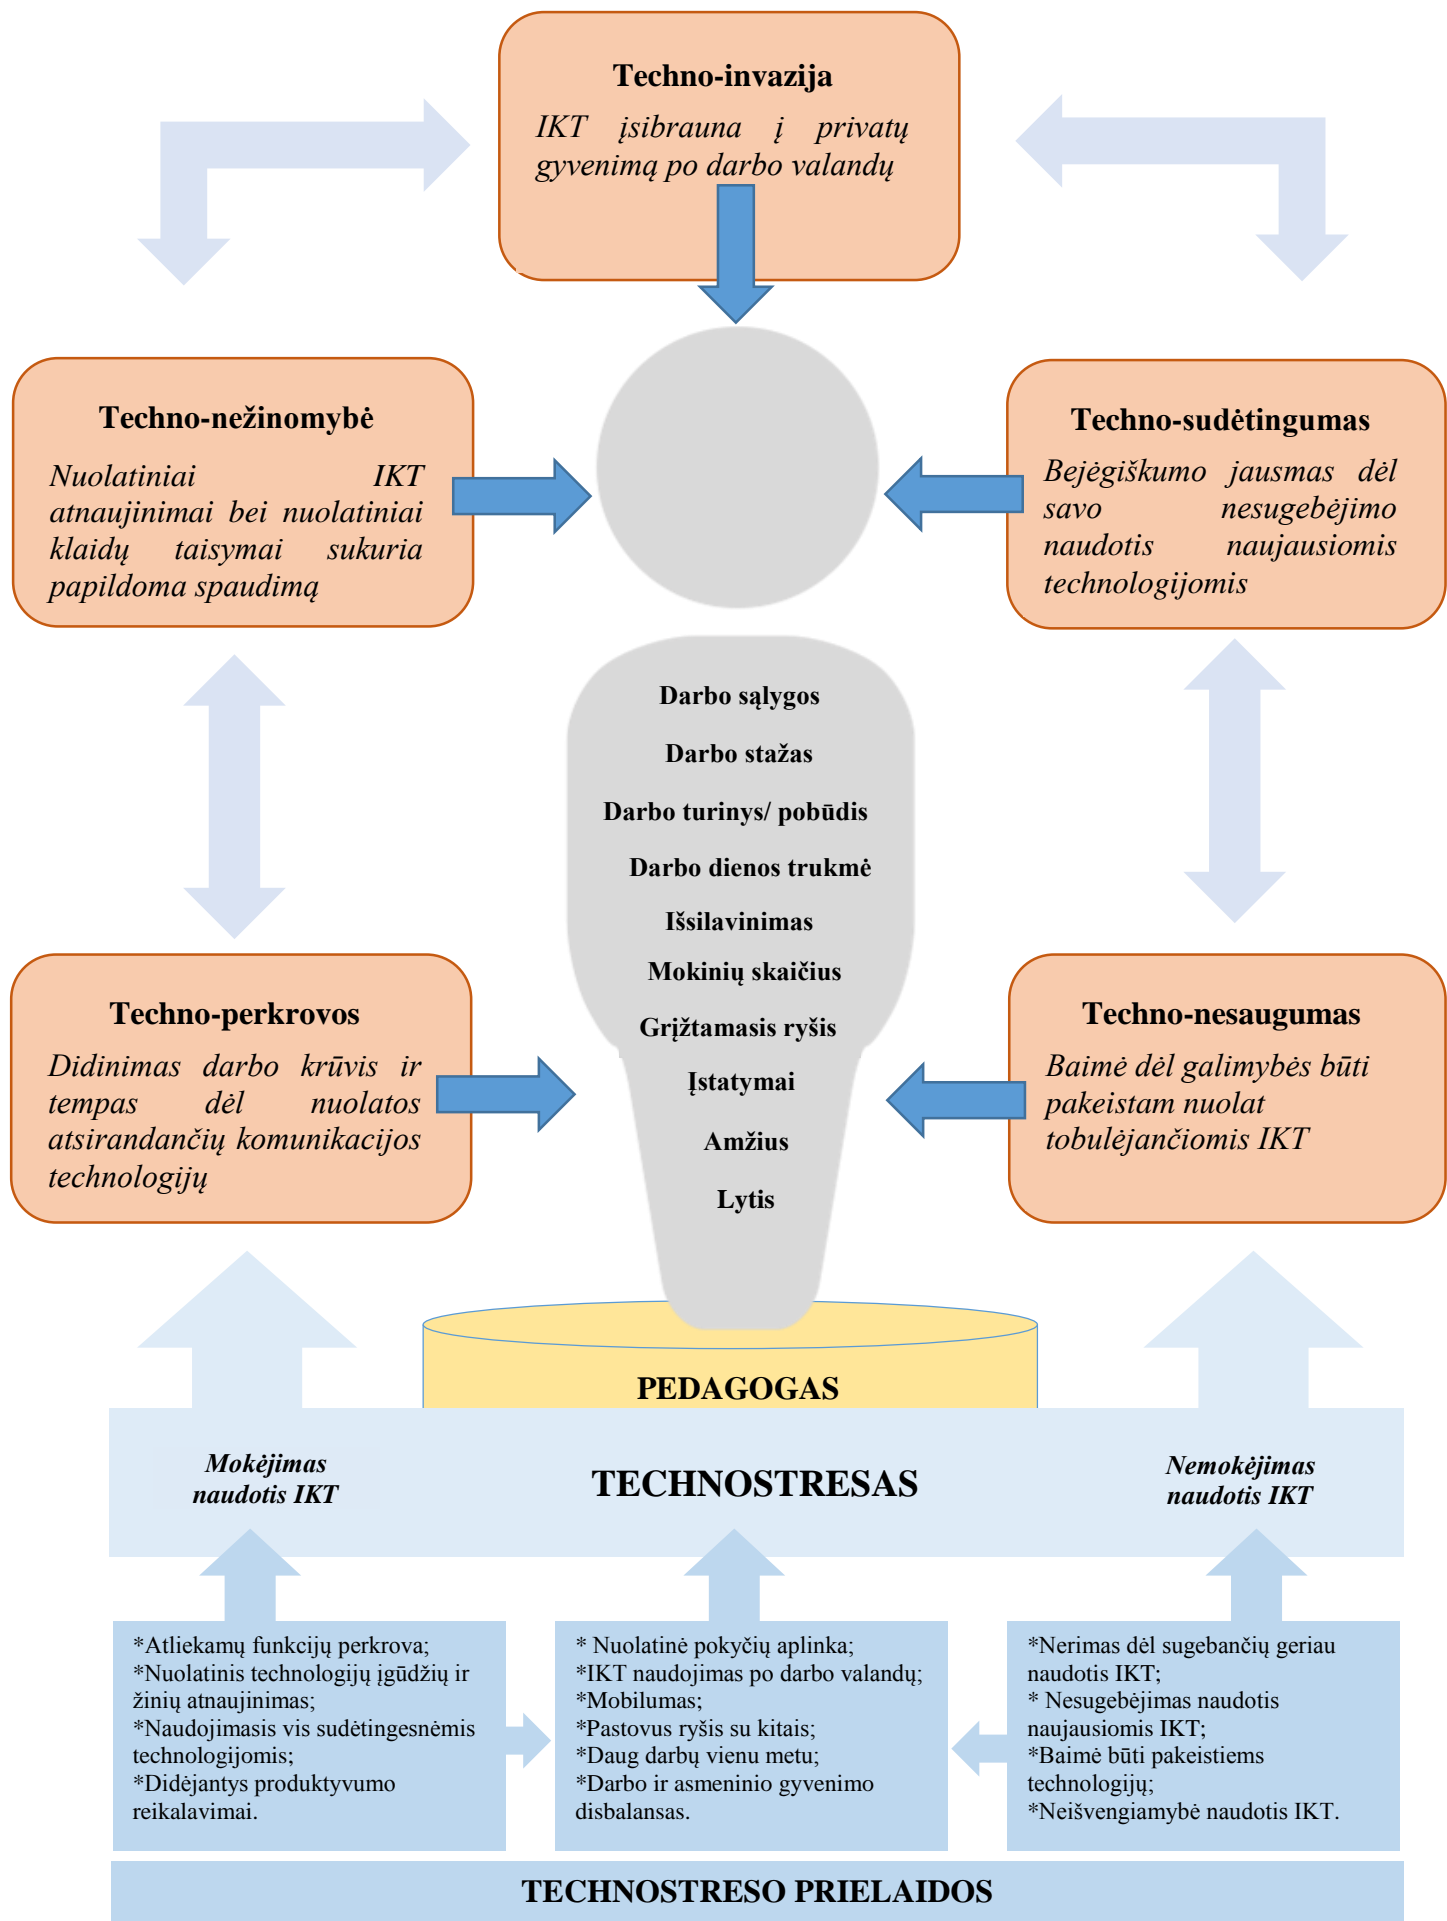 Techno-invazija
IKT įsibrauna į privatų
gyvenimą po darbo valandų
Techno-nežinomybė
Nuolatiniai IKT
atnaujinimai bei nuolatiniai
klaidų taisymai sukuria
papildoma spaudimą
Techno-sudėtingumas
Bejėgiškumo jausmas dėl
savo nesugebėjimo
naudotis naujausiomis
technologijomis
Darbo sąlygos
Darbo stažas
Darbo turinys/ pobūdis
Darbo dienos trukmė
Išsilavinimas
Mokinių skaičius
Grįžtamasis ryšis
Įstatymai
Amžius
Lytis
Techno-perkrovos
Didinimas darbo krūvis ir
tempas dėl nuolatos
atsirandančių komunikacijos
technologijų
Techno-nesaugumas
Baimė dėl galimybės būti
pakeistam nuolat
tobulėjančiomis IKT
PEDAGOGAS
Mokėjimas
naudotis IKT
TECHNOSTRESAS
Nemokėjimas
naudotis IKT
*Atliekamų funkcijų perkrova;
*Nuolatinis technologijų įgūdžių ir
žinių atnaujinimas;
*Naudojimasis vis sudėtingesnėmis
technologijomis;
*Didėjantys produktyvumo
reikalavimai.
* Nuolatinė pokyčių aplinka;
*IKT naudojimas po darbo valandų;
*Mobilumas;
*Pastovus ryšis su kitais;
*Daug darbų vienu metu;
*Darbo ir asmeninio gyvenimo
disbalansas.
*Nerimas dėl sugebančių geriau
naudotis IKT;
* Nesugebėjimas naudotis
naujausiomis IKT;
*Baimė būti pakeistiems
technologijų;
*Neišvengiamybė naudotis IKT.
TECHNOSTRESO PRIELAIDOS